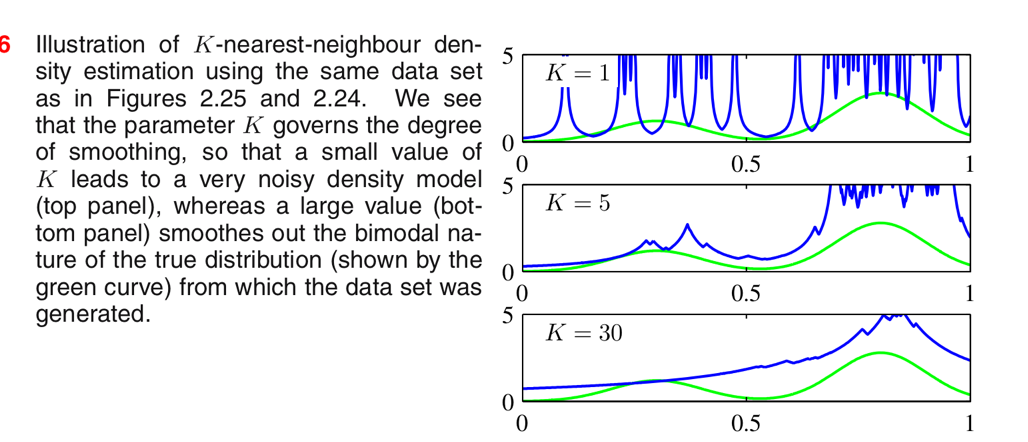 6 Illustration of K-nearest-neighbour den-
sity estimation using the same data set
as in Figures 2.25 and 2.24. We see
that the parameter K governs the degree
of smoothing, so that a small value of
K leads to a very noisy density model
(top panel), whereas a large value (bot-
tom panel) smoothes out the bimodal na-
ture of the true distribution (shown by the
green curve) from which the data set was
generated.
5
K = 1
0
0 0.5 1
5
K = 5
0
0 0.5 1
5
K = 30
0
0 0.5 1